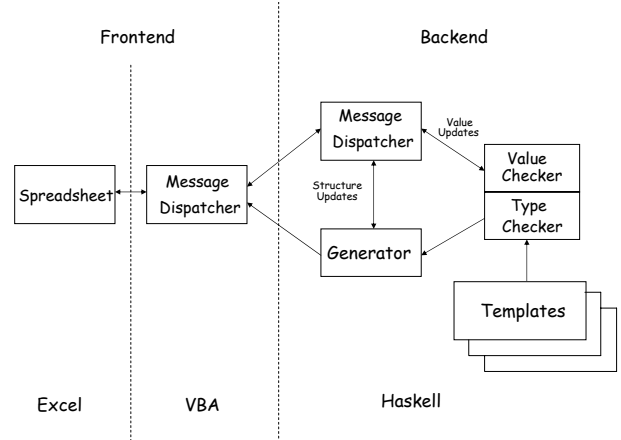 Frontend
Backend
Message
Dispatcher
Value
Updates
Spreadsheet
Message
Dispatcher
Structure
Updates
Value
Checker
Type
Checker
Generator
Templates
Excel
VBA
Haskell